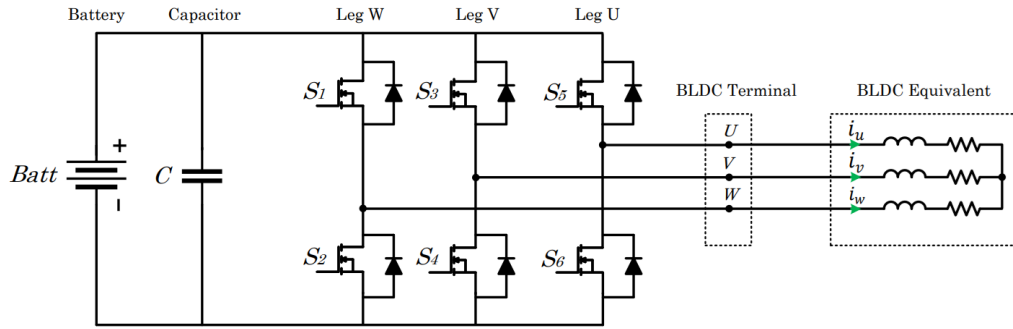 Battery Capacitor Leg W Leg V Leg U
S1 S3 S5
BLDC Terminal BLDC Equivalent
U iu
+
V iv
Batt C
W iw
-
S2 S4 S6